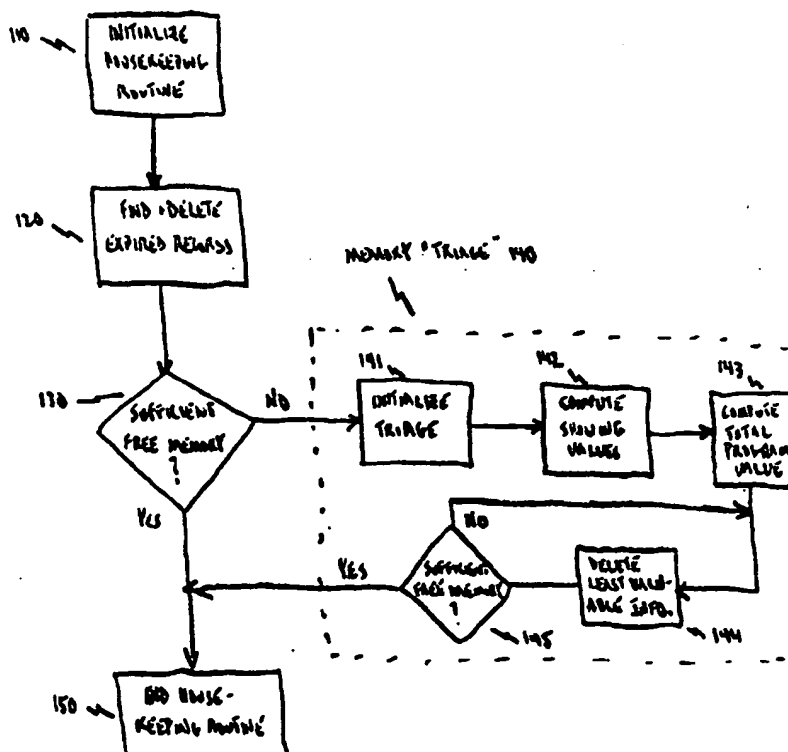 110
INITIALIZE
HOUSEKEEPING
ROUTINE
120
FIND + DELETE
EXPIRED RECORDS
MEMORY "TRIAGE" 140
130
SUFFICIENT
FREE MEMORY
?
NO
YES
141
INITIALIZE
TRIAGE
142
COMPUTE
SHOWING
VALUES
143
COMPUTE
TOTAL
PROGRAM
VALUE
NO
YES
SUFFICIENT
FREE MEMORY
?
145
DELETE
LEAST VALU-
ABLE INFO.
144
150
END HOUSE-
KEEPING ROUTINE